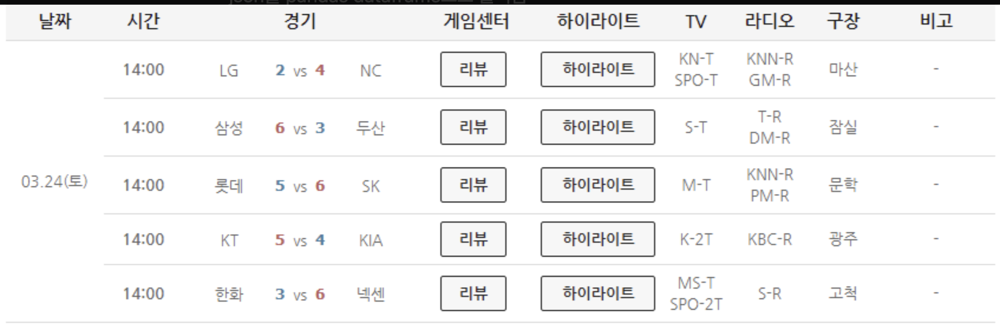 날짜 시간 경기 게임센터 하이라이트 TV 라디오 구장 비고
03.24(토)
14:00 LG 2 vs 4 NC 리뷰 하이라이트 KN-T SPO-T KNN-R GM-R 마산 -
14:00 삼성 6 vs 3 두산 리뷰 하이라이트 S-T T-R DM-R 잠실 -
14:00 롯데 5 vs 6 SK 리뷰 하이라이트 M-T KNN-R PM-R 문학 -
14:00 KT 5 vs 4 KIA 리뷰 하이라이트 K-2T KBC-R 광주 -
14:00 한화 3 vs 6 넥센 리뷰 하이라이트 MS-T SPO-2T S-R 고척 -